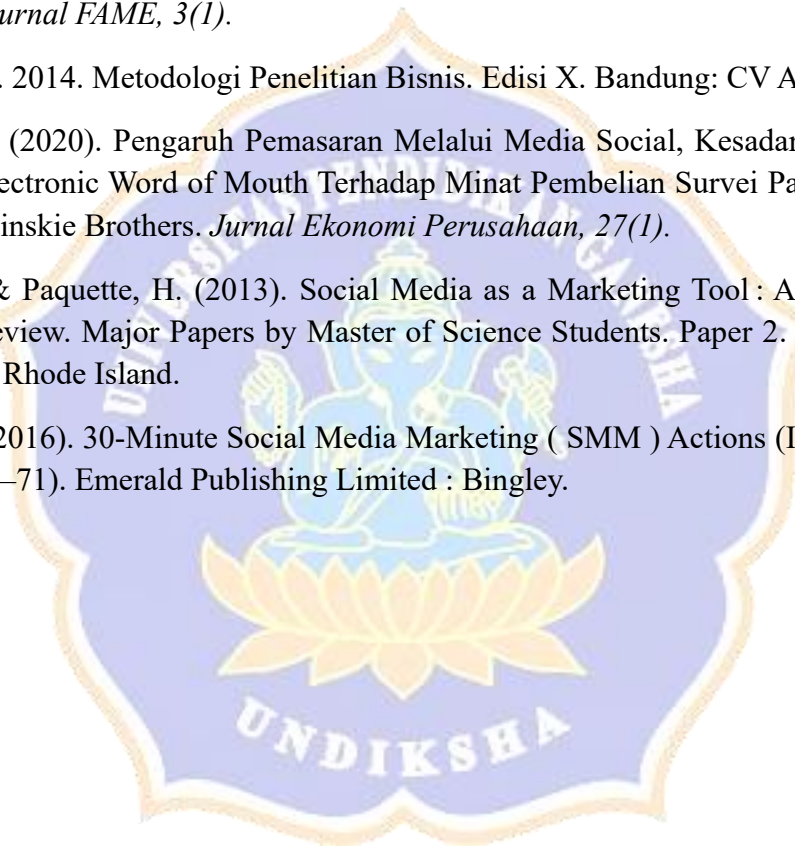 urnal FAME, 3(1).
. 2014. Metodologi Penelitian Bisnis. Edisi X. Bandung: CV A
(2020). Pengaruh Pemasaran Melalui Media Social, Kesadar
ectronic Word of Mouth Terhadap Minat Pembelian Survei Pa
inskie Brothers. Jurnal Ekonomi Perusahaan, 27(1).
& Paquette, H. (2013). Social Media as a Marketing Tool : A
eview. Major Papers by Master of Science Students. Paper 2.
Rhode Island.
2016). 30-Minute Social Media Marketing ( SMM ) Actions (I
–71). Emerald Publishing Limited : Bingley.
UNIVERSITAS PENDIDIKAN GANESHA
UNDIKSHA